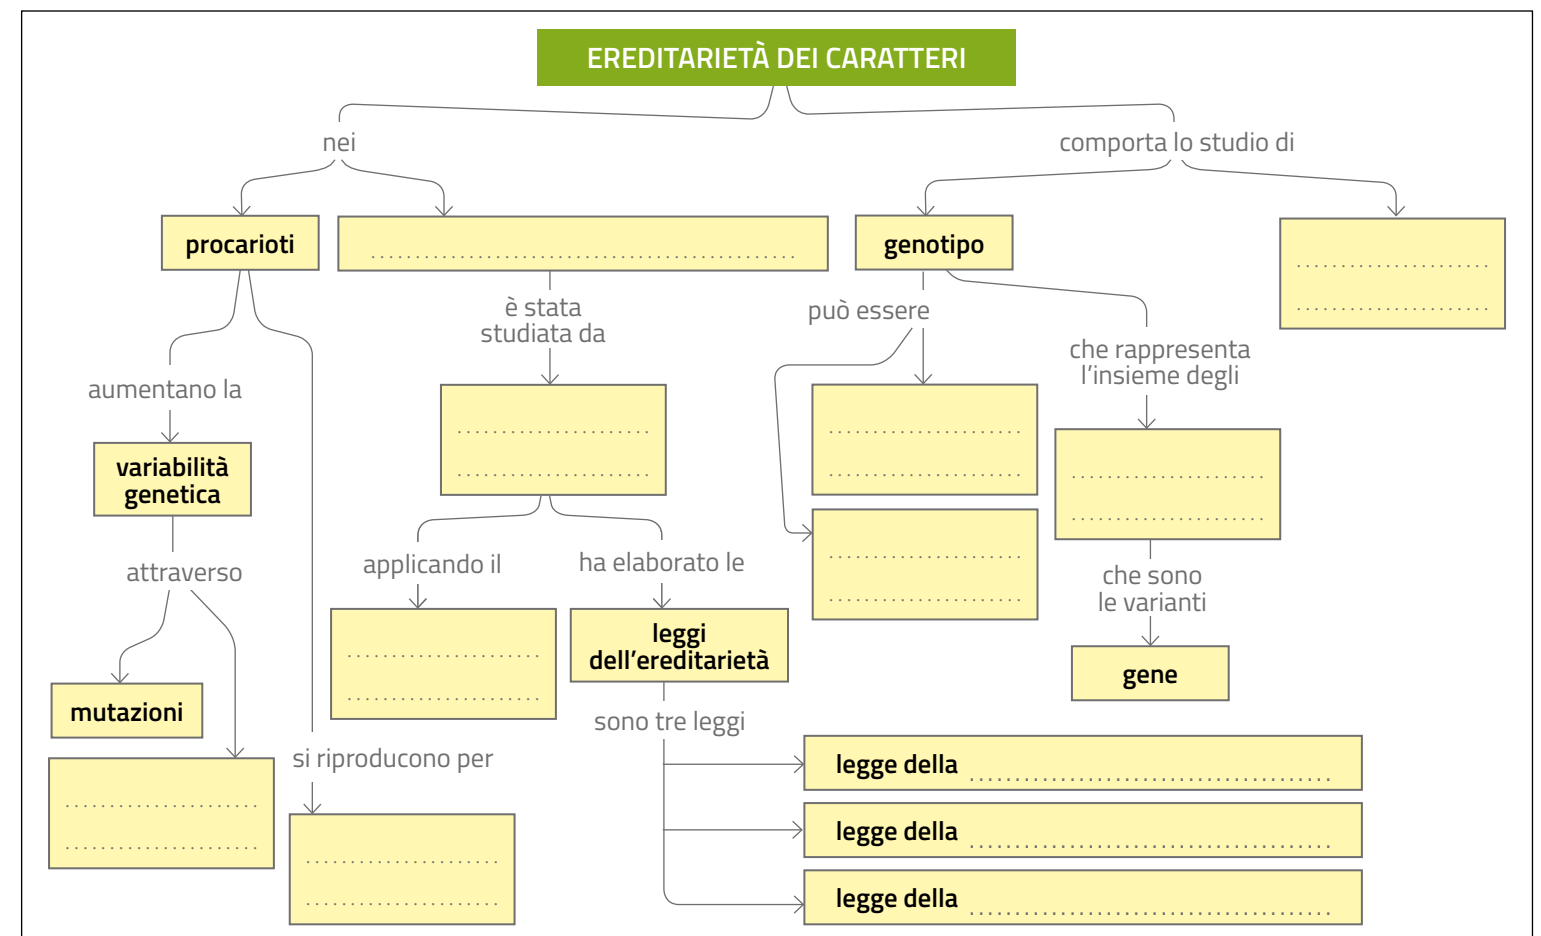 EREDITARIETÀ DEI CARATTERI
nei
comporta lo studio di
procarioti
genotipo
è stata
studiata da
può essere
che rappresenta
l’insieme degli
aumentano la
variabilità
genetica
applicando il
ha elaborato le
attraverso
che sono
le varianti
leggi
dell’ereditarietà
gene
mutazioni
sono tre leggi
si riproducono per
legge della
legge della
legge della